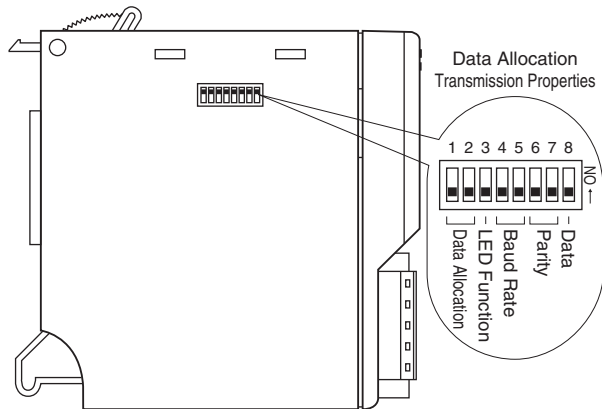 Data Allocation
Transmission Properties
1 2 3 4 5 6 7 8
ON
Data Allocation
LED Function
Baud Rate
Parity
Data